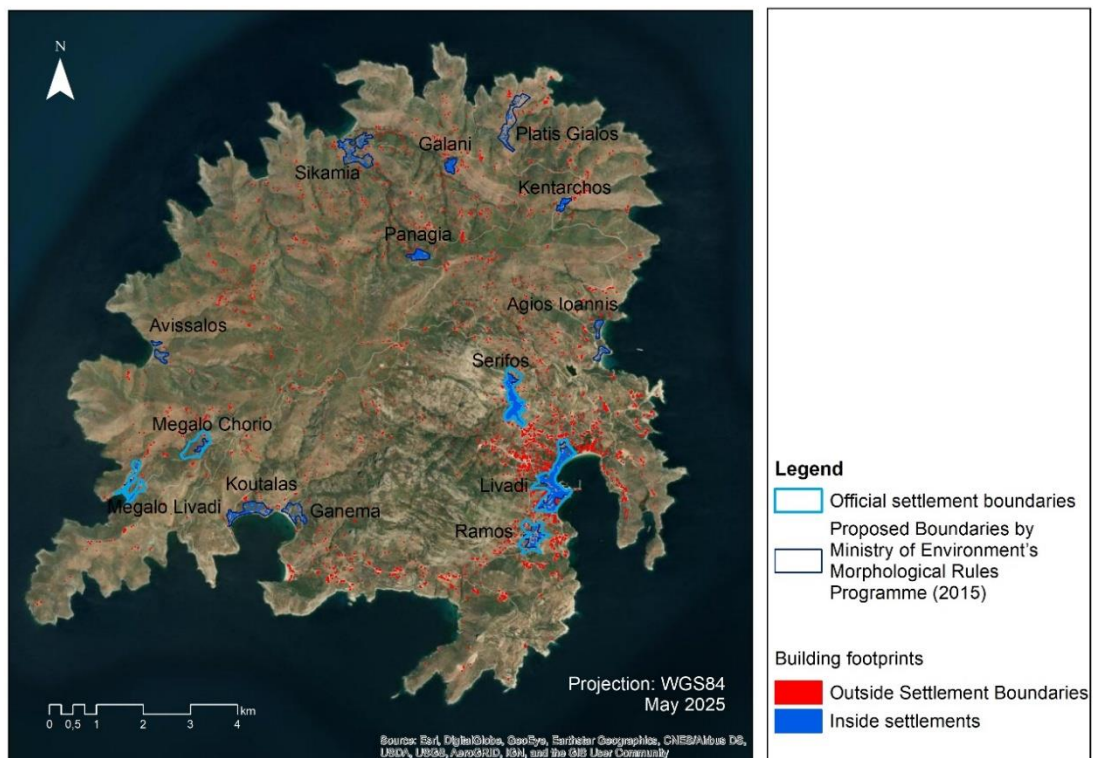 N
Platis Gialos
Galani
Sikamia
Kentarchos
Panagia
Agios Ioannis
Avissalos
Serifos
Megalo Chorio
Livadi
Koutalas
Megalo Livadi
Ganema
Ramos
Projection: WGS84
May 2025
km
0 0,5 1 2 3 4
Source: Esri, DigitalGlobe, GeoEye, Earthstar Geographics, CNES/Airbus DS,
USDA, USGS, AeroGRID, IGN, and the GIS User Community
Legend
Official settlement boundaries
Proposed Boundaries by
Ministry of Environment's
Morphological Rules
Programme (2015)
Building footprints
Outside Settlement Boundaries
Inside settlements